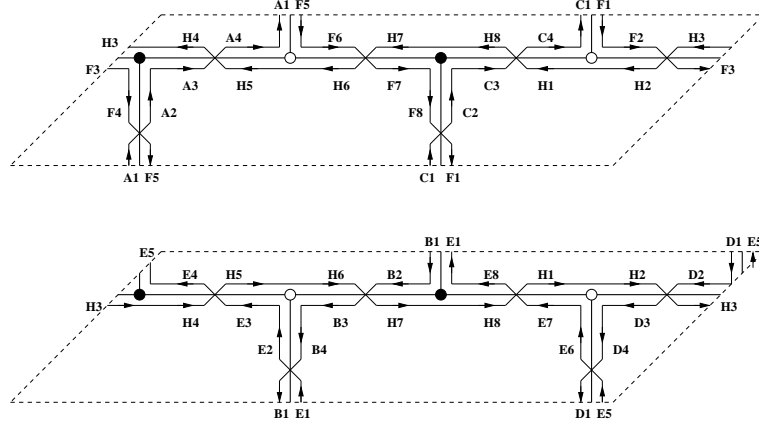 A1 F5 C1 F1
H3 H4 A4 F6 H7 H8 C4 F2 H3
F3 A3 H5 H6 F7 C3 H1 H2 F3
F4 A2 F8 C2
A1 F5 C1 F1
E5 B1 E1 D1 E5
E4 H5 H6 B2 E8 H1 H2 D2
H3 H4 E3 B3 H7 H8 E7 D3 H3
E2 B4 E6 D4
B1 E1 D1 E5